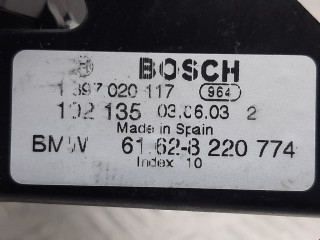 BOSCH
1 397 020 117 964
102 135 03.06.03 2
Made in Spain
BMW 61.62-8 220 774
Index 10